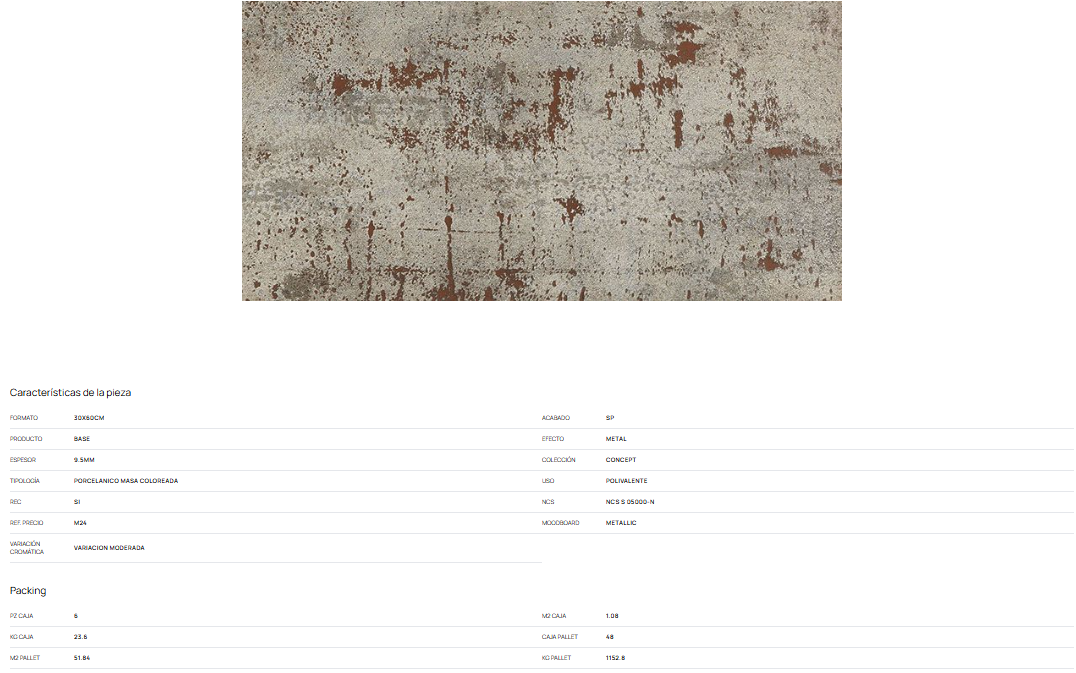 Características de la pieza
FORMATO 30X60CM
ACABADO SP
PRODUCTO BASE
EFECTO METAL
ESPESOR 9.5MM
COLECCIÓN CONCEPT
TIPOLOGÍA PORCELANICO MASA COLOREADA
USO POLIVALENTE
REC SI
NCS NCS S 05000-N
REF. PRECIO M24
MOODBOARD METALLIC
VARIACIÓN
CROMÁTICA VARIACION MODERADA
Packing
PZ CAJA 6
M2 CAJA 1.08
KG CAJA 23.6
CAJA PALLET 48
M2 PALLET 51.84
KG PALLET 1152.8